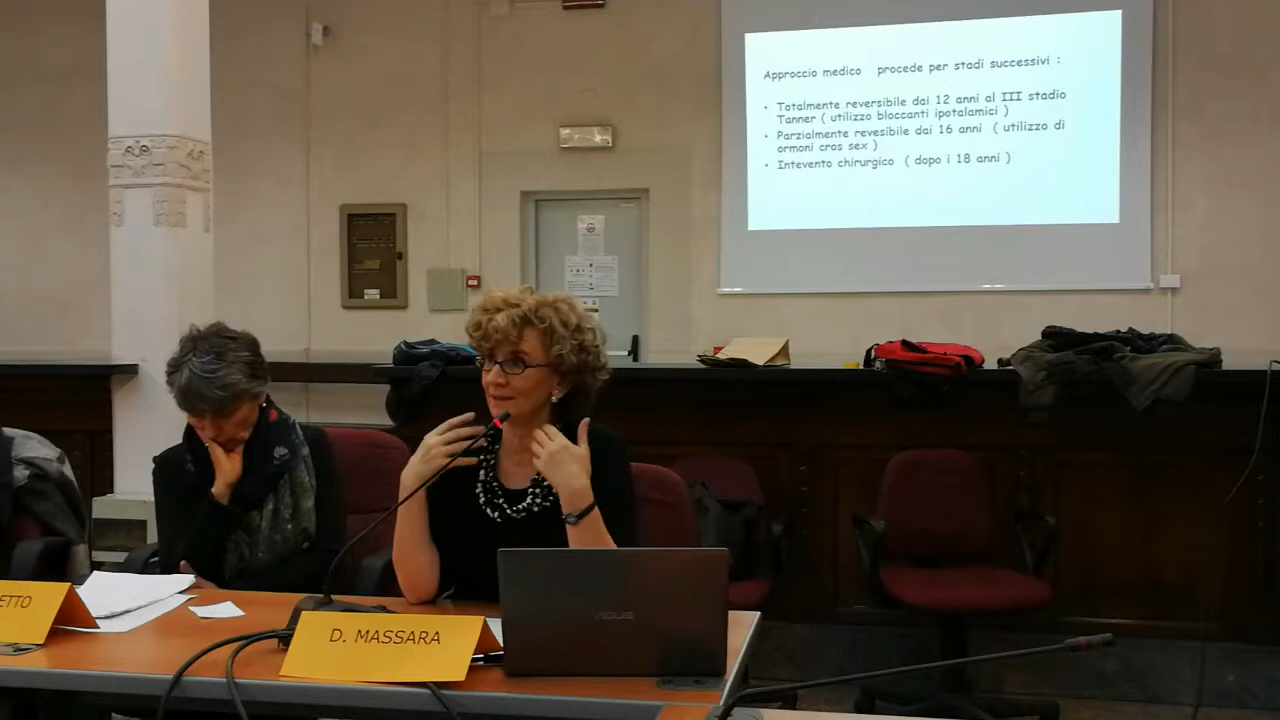 Approccio medico procede per stadi successivi :
• Totalmente reversibile dai 12 anni al III stadio
Tanner ( utilizzo bloccanti ipotalamici )
• Parzialmente revesibile dai 16 anni ( utilizzo di
ormoni cros sex )
• Intevento chirurgico ( dopo i 18 anni )
ETTO
D. MASSARA
ASUS